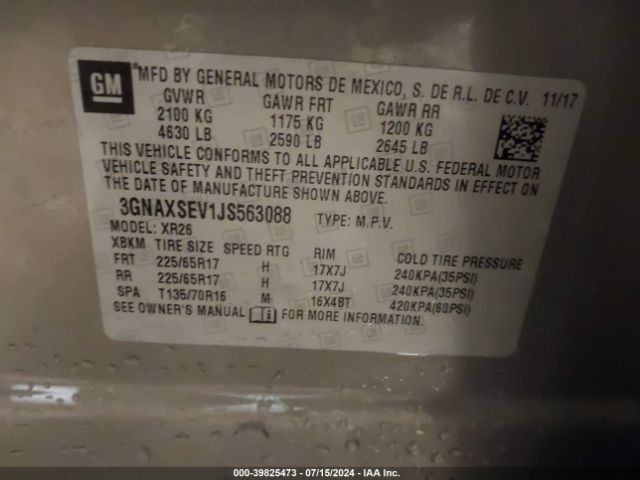 GM
MFD BY GENERAL MOTORS DE MEXICO, S. DE R.L. DE C.V. 11/17
GVWR GAWR FRT GAWR RR
2100 KG 1175 KG 1200 KG
4630 LB 2590 LB 2645 LB
THIS VEHICLE CONFORMS TO ALL APPLICABLE U.S. FEDERAL MOTOR
VEHICLE SAFETY AND THEFT PREVENTION STANDARDS IN EFFECT ON
THE DATE OF MANUFACTURE SHOWN ABOVE.
3GNAXSEV1JS563088 TYPE: M.P.V.
MODEL: XR26
XBKM TIRE SIZE SPEED RTG RIM COLD TIRE PRESSURE
FRT 225/65R17 H 17X7J 240KPA(35PSI)
RR 225/65R17 H 17X7J 240KPA(35PSI)
SPA T135/70R16 M 16X4BT 420KPA(60PSI)
SEE OWNER'S MANUAL FOR MORE INFORMATION.
000-39825473 - 07/15/2024 - IAAI, Inc.